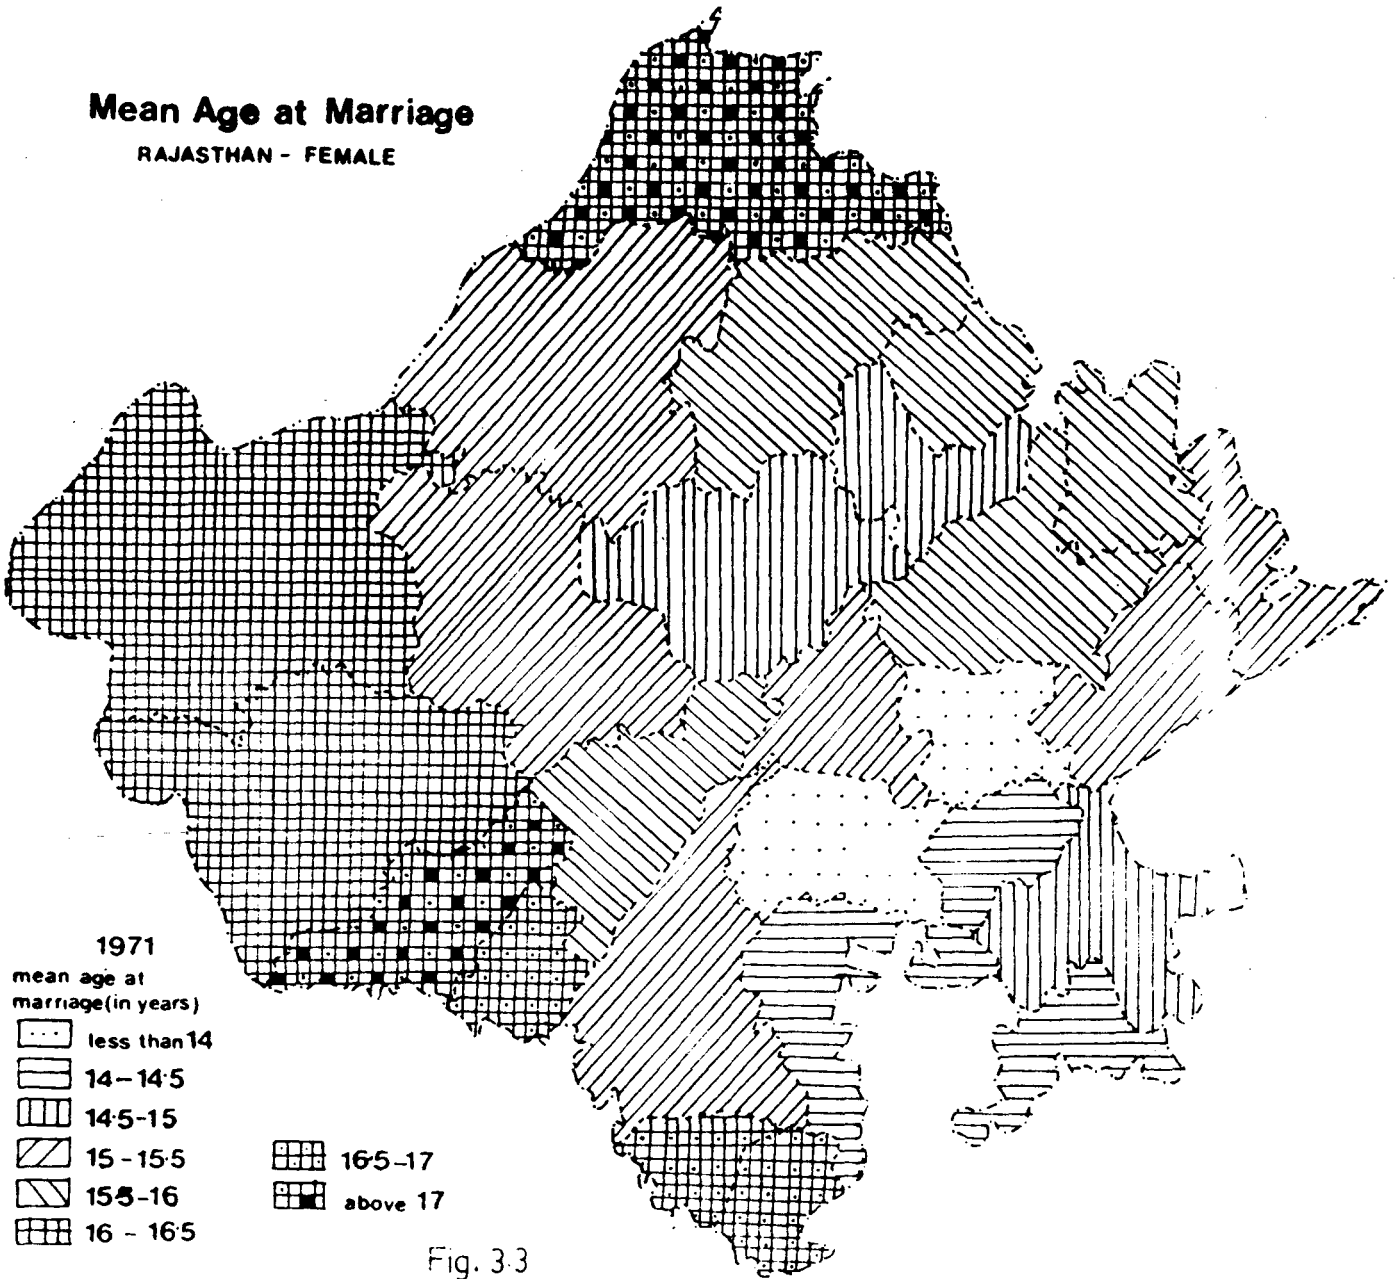 Mean Age at Marriage
RAJASTHAN - FEMALE
1971
mean age at
marriage (in years)
less than 14
14-14·5
14·5-15
15-15·5
15·5-16
16 - 16·5
16·5-17
above 17
Fig. 3.3